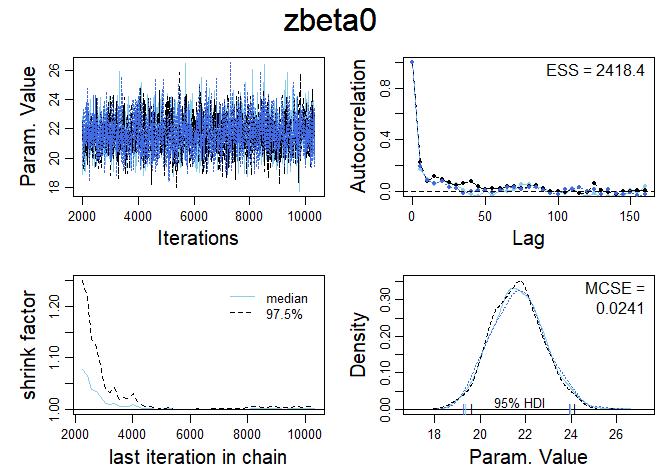 zbeta0
Param. Value
18 20 22 24 26
2000 4000 6000 8000 10000
Iterations
Autocorrelation
0.0 0.4 0.8
ESS = 2418.4
0 50 100 150
Lag
shrink factor
1.00 1.10 1.20
median
97.5%
2000 4000 6000 8000 10000
last iteration in chain
Density
0.00 0.10 0.20 0.30
MCSE =
0.0241
95% HDI
18 20 22 24 26
Param. Value